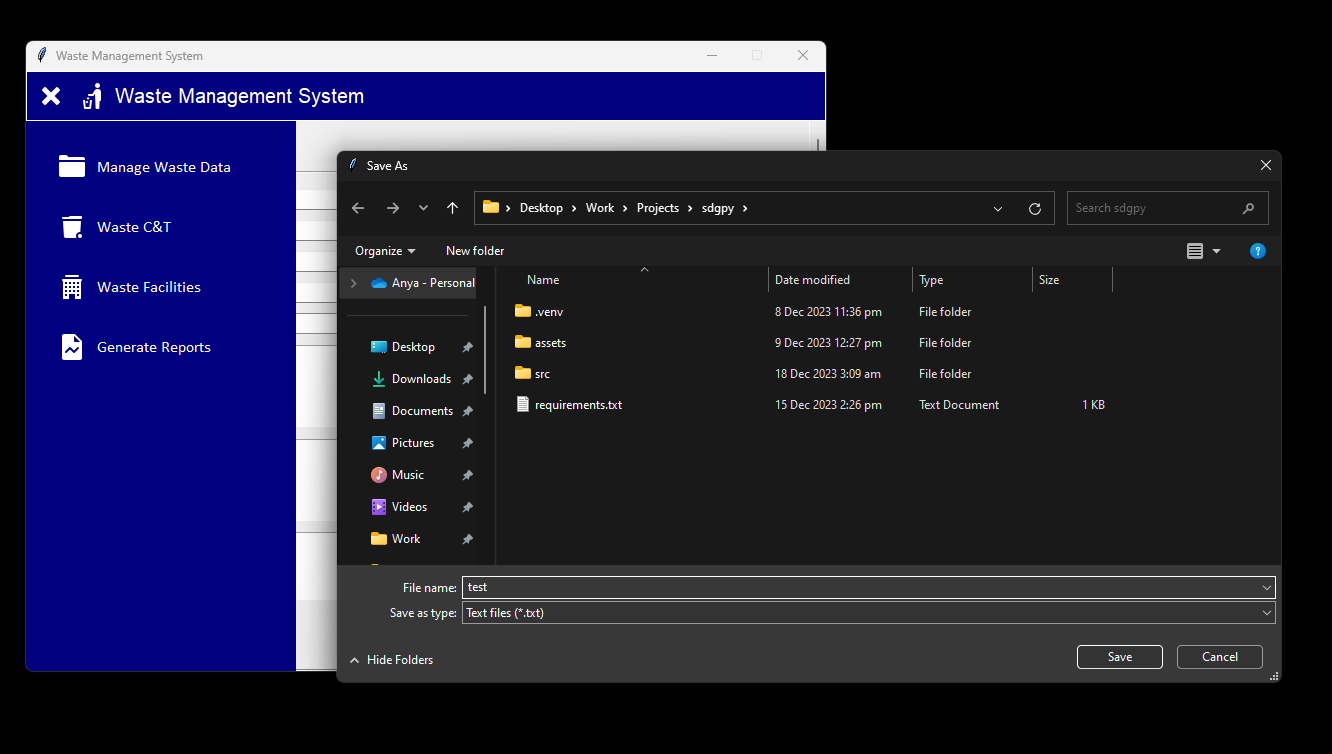 Waste Management System
Waste Management System
Manage Waste Data
Waste C&T
Waste Facilities
Generate Reports
Save As
Desktop > Work > Projects > sdgpy >
Search sdgpy
Organize
New folder
?
Anya - Personal
Desktop
Downloads
Documents
Pictures
Music
Videos
Work
Name Date modified Type Size
.venv 8 Dec 2023 11:36 pm File folder
assets 9 Dec 2023 12:27 pm File folder
src 18 Dec 2023 3:09 am File folder
requirements.txt 15 Dec 2023 2:26 pm Text Document 1 KB
File name: test
Save as type: Text files (*.txt)
Hide Folders
Save
Cancel